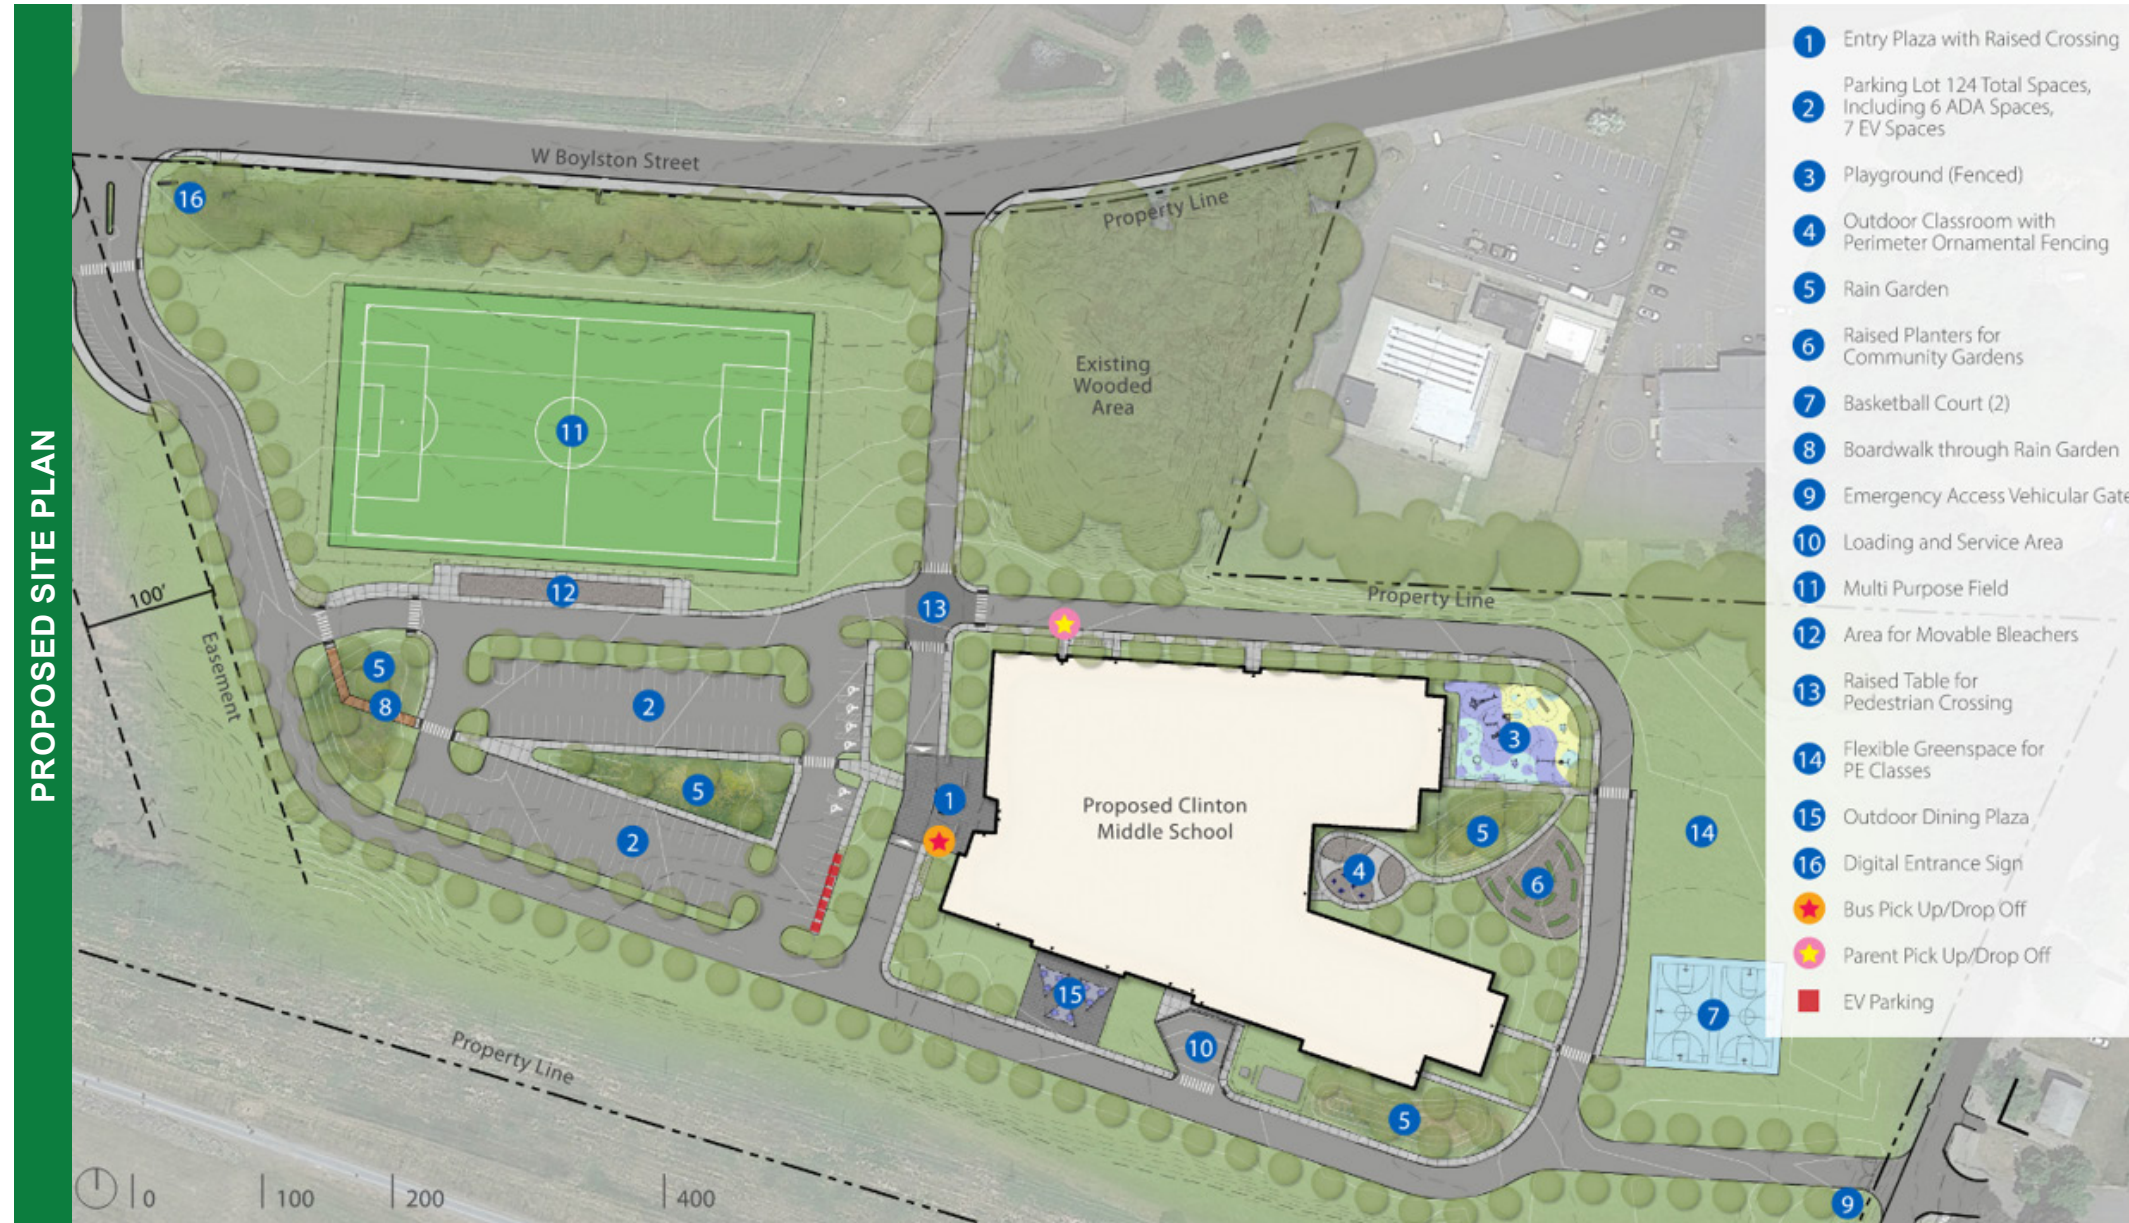 PROPOSED SITE PLAN
W Boylston Street
16
Property Line
Existing
Wooded
Area
11
100'
Easement
12
13
Property Line
5
8
2
3
5
1
2
Proposed Clinton
Middle School
5
14
4
6
15
10
7
5
Property Line
9
0
100
200
400
1 Entry Plaza with Raised Crossing
2 Parking Lot 124 Total Spaces,
Including 6 ADA Spaces,
7 EV Spaces
3 Playground (Fenced)
4 Outdoor Classroom with
Perimeter Ornamental Fencing
5 Rain Garden
6 Raised Planters for
Community Gardens
7 Basketball Court (2)
8 Boardwalk through Rain Garden
9 Emergency Access Vehicular Gate
10 Loading and Service Area
11 Multi Purpose Field
12 Area for Movable Bleachers
13 Raised Table for
Pedestrian Crossing
14 Flexible Greenspace for
PE Classes
15 Outdoor Dining Plaza
16 Digital Entrance Sign
Bus Pick Up/Drop Off
Parent Pick Up/Drop Off
EV Parking